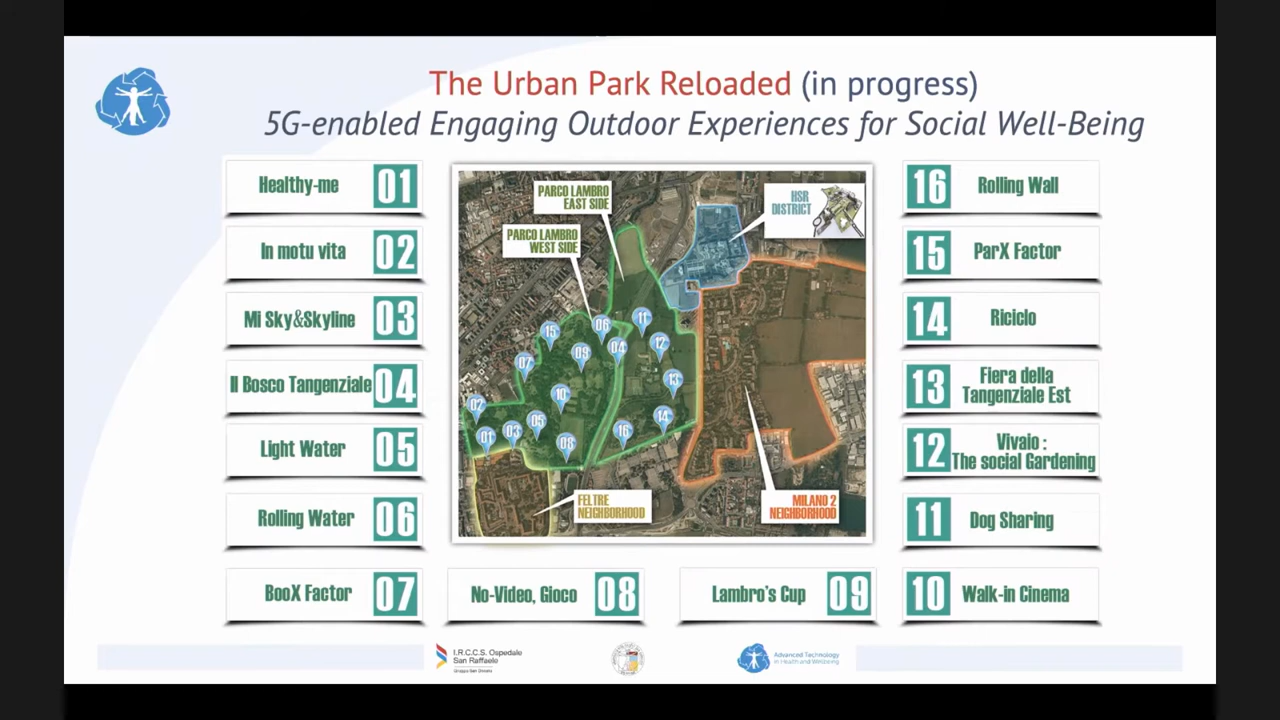 The Urban Park Reloaded (in progress)
5G-enabled Engaging Outdoor Experiences for Social Well-Being
Healthy-me 01
In motu vita 02
Mi Sky&Skyline 03
Il Bosco Tangenziale 04
Light Water 05
Rolling Water 06
BooX Factor 07
No-Video, Gioco 08
Lambro's Cup 09
10 Walk-in Cinema
11 Dog Sharing
12 Vivaio :
The social Gardening
13 Fiera della
Tangenziale Est
14 Riciclo
15 ParX Factor
16 Rolling Wall
PARCO LAMBRO
EAST SIDE
HSR
DISTRICT
PARCO LAMBRO
WEST SIDE
11
06
15
12
04
09
07
13
10
02
14
05
03
16
01
08
FELTRE
NEIGHBORHOOD
MILANO 2
NEIGHBORHOOD
I.R.C.C.S. Ospedale
San Raffaele
Gruppo San Donato
Advanced Technology
in Health and Wellbeing